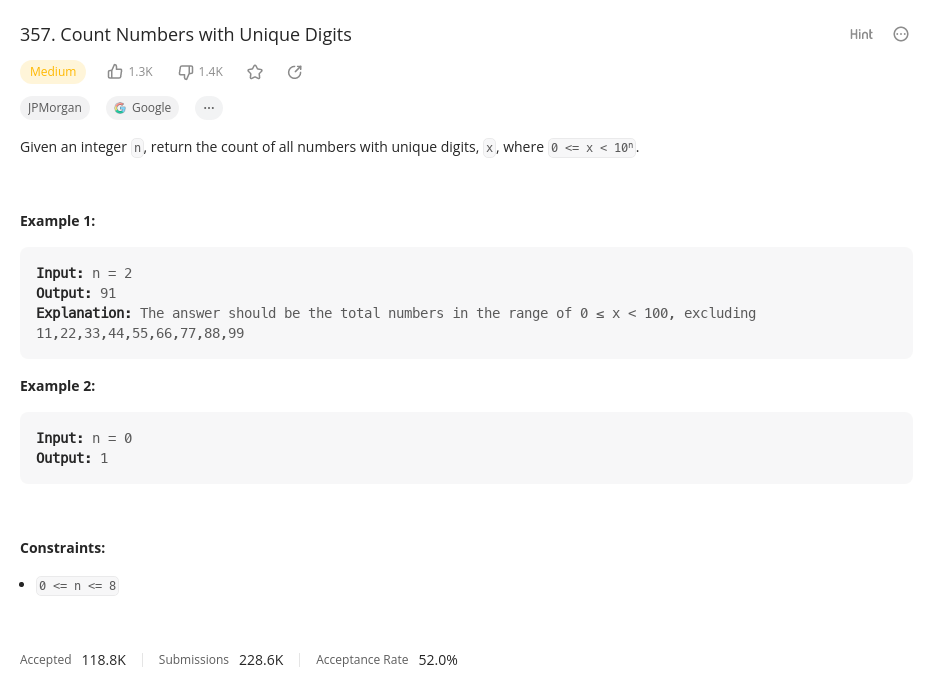 357. Count Numbers with Unique Digits
Hint
Medium 1.3K 1.4K
JPMorgan Google ...
Given an integer n, return the count of all numbers with unique digits, x, where 0 <= x < 10ⁿ.
Example 1:
Input: n = 2
Output: 91
Explanation: The answer should be the total numbers in the range of 0 ≤ x < 100, excluding
11,22,33,44,55,66,77,88,99
Example 2:
Input: n = 0
Output: 1
Constraints:
• 0 <= n <= 8
Accepted 118.8K Submissions 228.6K Acceptance Rate 52.0%